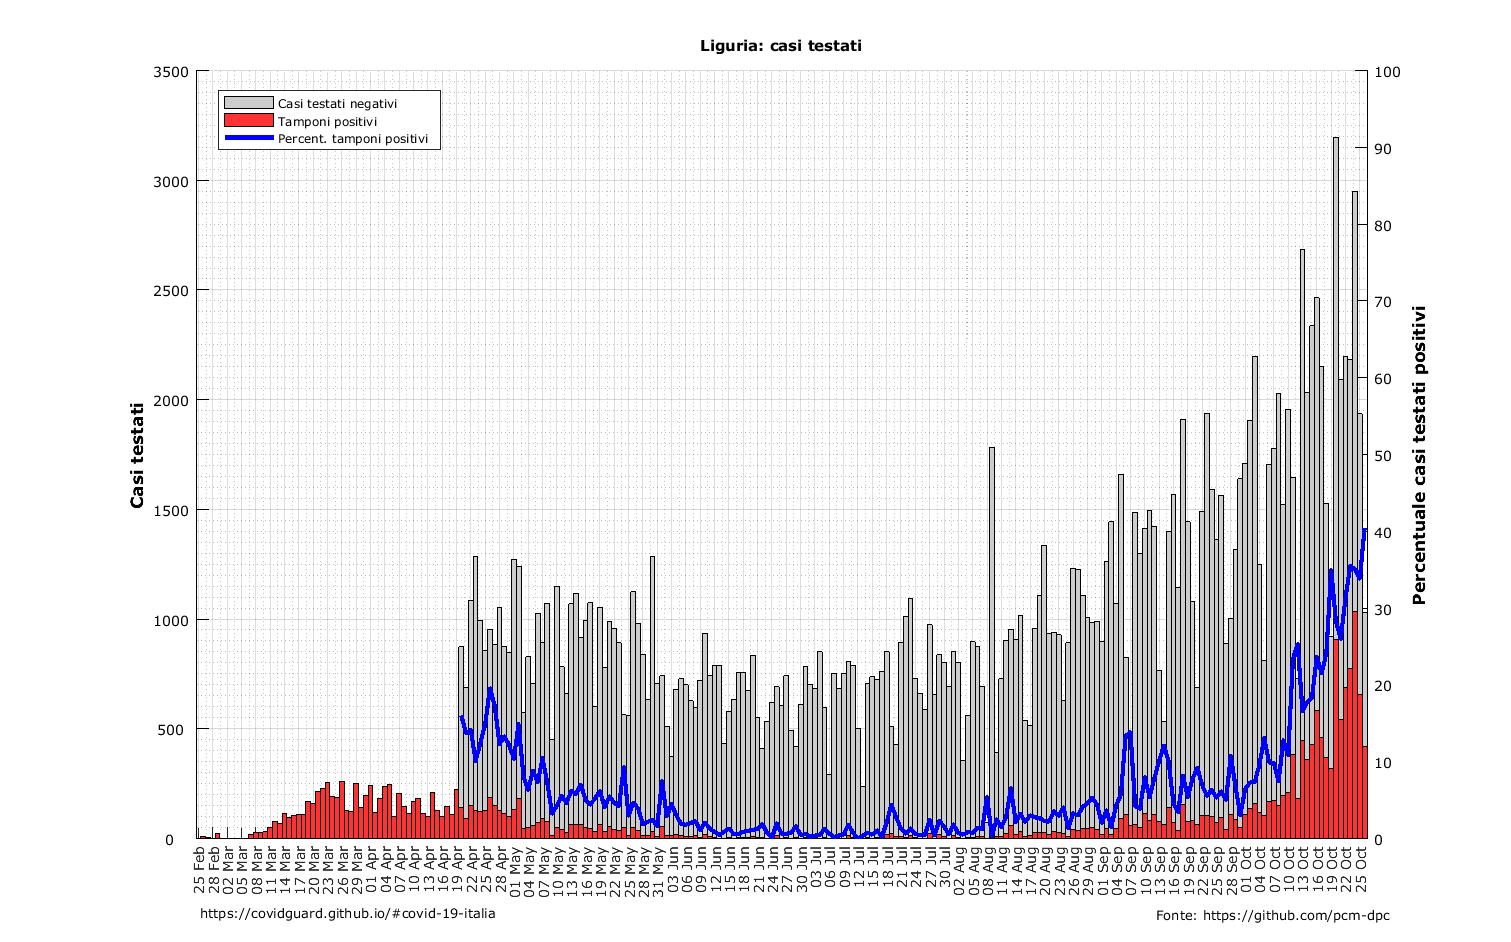 Liguria: casi testati
Casi testati negativi
Tamponi positivi
Percent. tamponi positivi
Casi testati
3500
3000
2500
2000
1500
1000
500
0
100
90
80
70
60
50
40
30
20
10
0
Percentuale casi testati positivi
25 Feb
28 Feb
02 Mar
05 Mar
08 Mar
11 Mar
14 Mar
17 Mar
20 Mar
23 Mar
26 Mar
29 Mar
01 Apr
04 Apr
07 Apr
10 Apr
13 Apr
16 Apr
19 Apr
22 Apr
25 Apr
28 Apr
01 May
04 May
07 May
10 May
13 May
16 May
19 May
22 May
25 May
28 May
31 May
03 Jun
06 Jun
09 Jun
12 Jun
15 Jun
18 Jun
21 Jun
24 Jun
27 Jun
30 Jun
03 Jul
06 Jul
09 Jul
12 Jul
15 Jul
18 Jul
21 Jul
24 Jul
27 Jul
30 Jul
02 Aug
05 Aug
08 Aug
11 Aug
14 Aug
17 Aug
20 Aug
23 Aug
26 Aug
29 Aug
01 Sep
04 Sep
07 Sep
10 Sep
13 Sep
16 Sep
19 Sep
22 Sep
25 Sep
28 Sep
01 Oct
04 Oct
07 Oct
10 Oct
13 Oct
16 Oct
19 Oct
22 Oct
25 Oct
https://covidguard.github.io/#covid-19-italia
Fonte: https://github.com/pcm-dpc